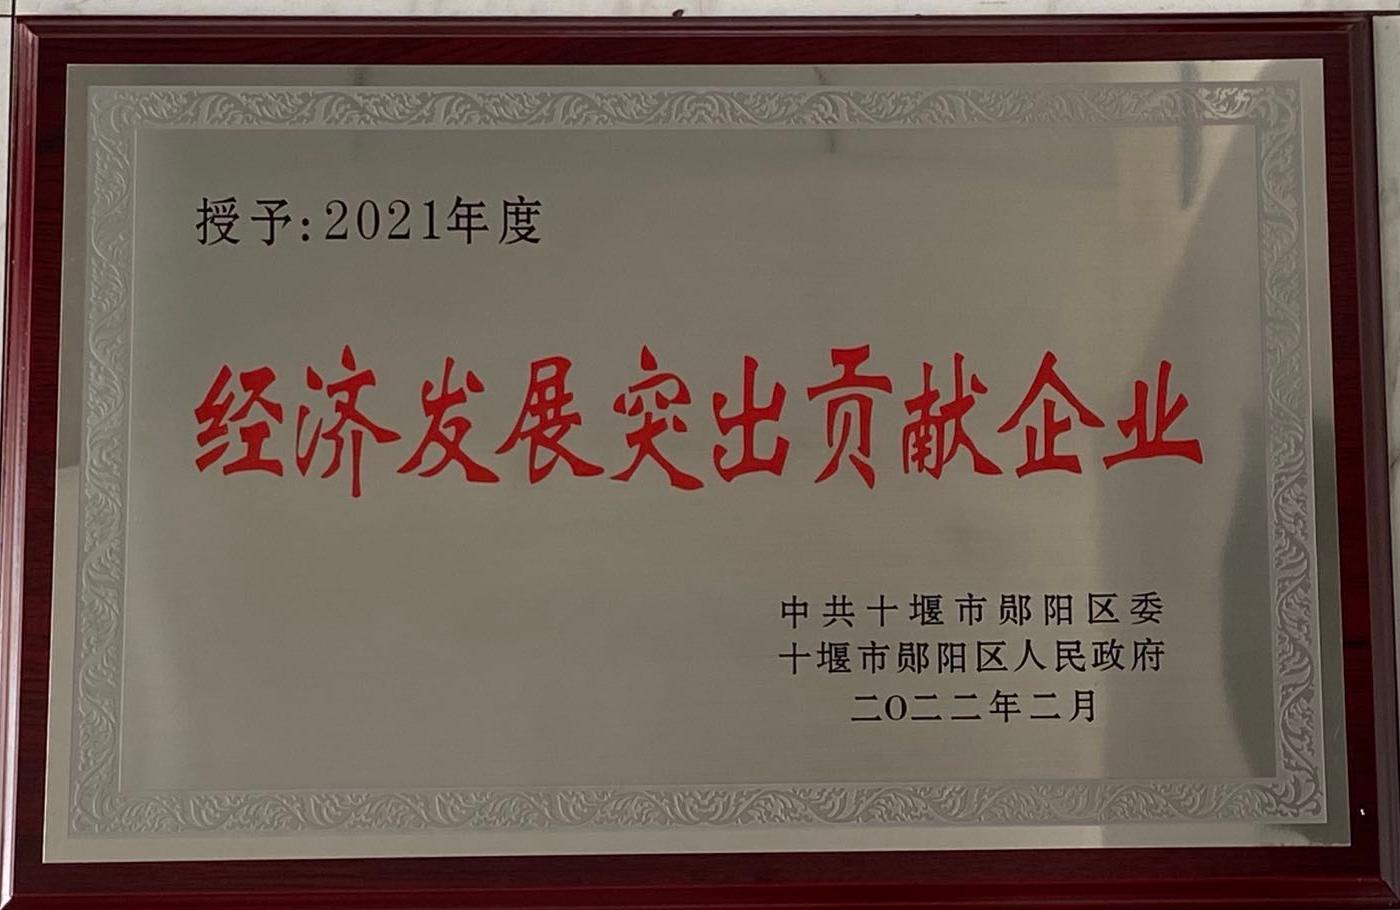 授予:2021年度
经济发展突出贡献企业
中共十堰市郧阳区委
十堰市郧阳区人民政府
二〇二二年二月